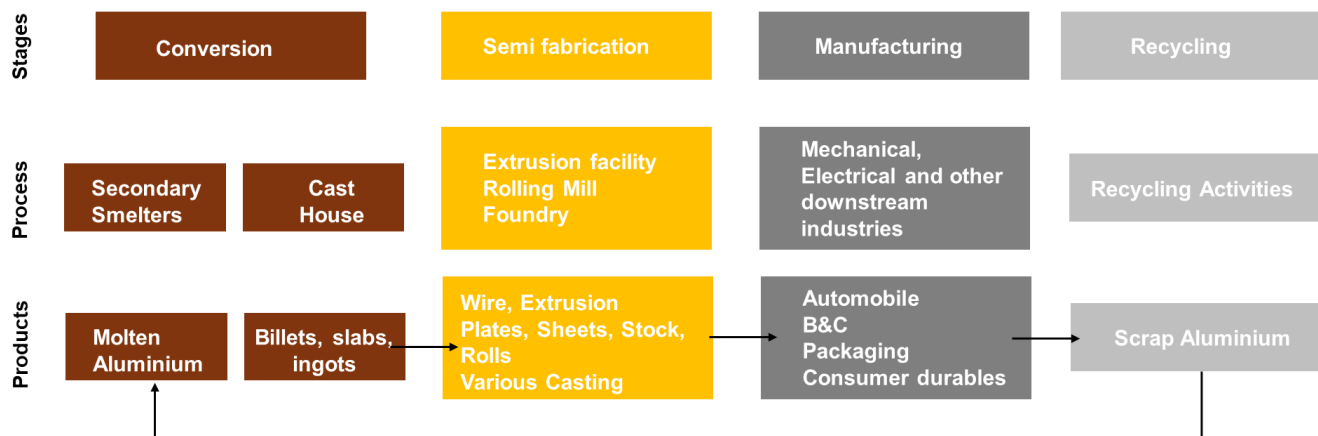 Stages
Conversion
Semi fabrication
Manufacturing
Recycling
Process
Secondary
Smelters
Cast
House
Extrusion facility
Rolling Mill
Foundry
Mechanical,
Electrical and other
downstream
industries
Recycling Activities
Products
Molten
Aluminium
Billets, slabs,
ingots
Wire, Extrusion
Plates, Sheets, Stock,
Rolls
Various Casting
Automobile
B&C
Packaging
Consumer durables
Scrap Aluminium